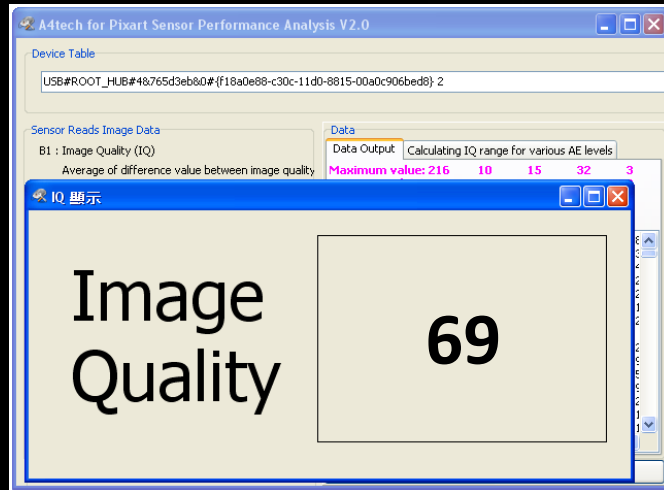 A4tech for Pixart Sensor Performance Analysis V2.0
Device Table
USB#ROOT_HUB#4&765d3eb&0#{f18a0e88-c30c-11d0-8815-00a0c906bed8} 2
Sensor Reads Image Data
B1 : Image Quality (IQ)
Average of difference value between image quality
Data
Data Output Calculating IQ range for various AE levels
Maximum value: 216 10 15 32 3
IQ 顯示
Image
Quality
69